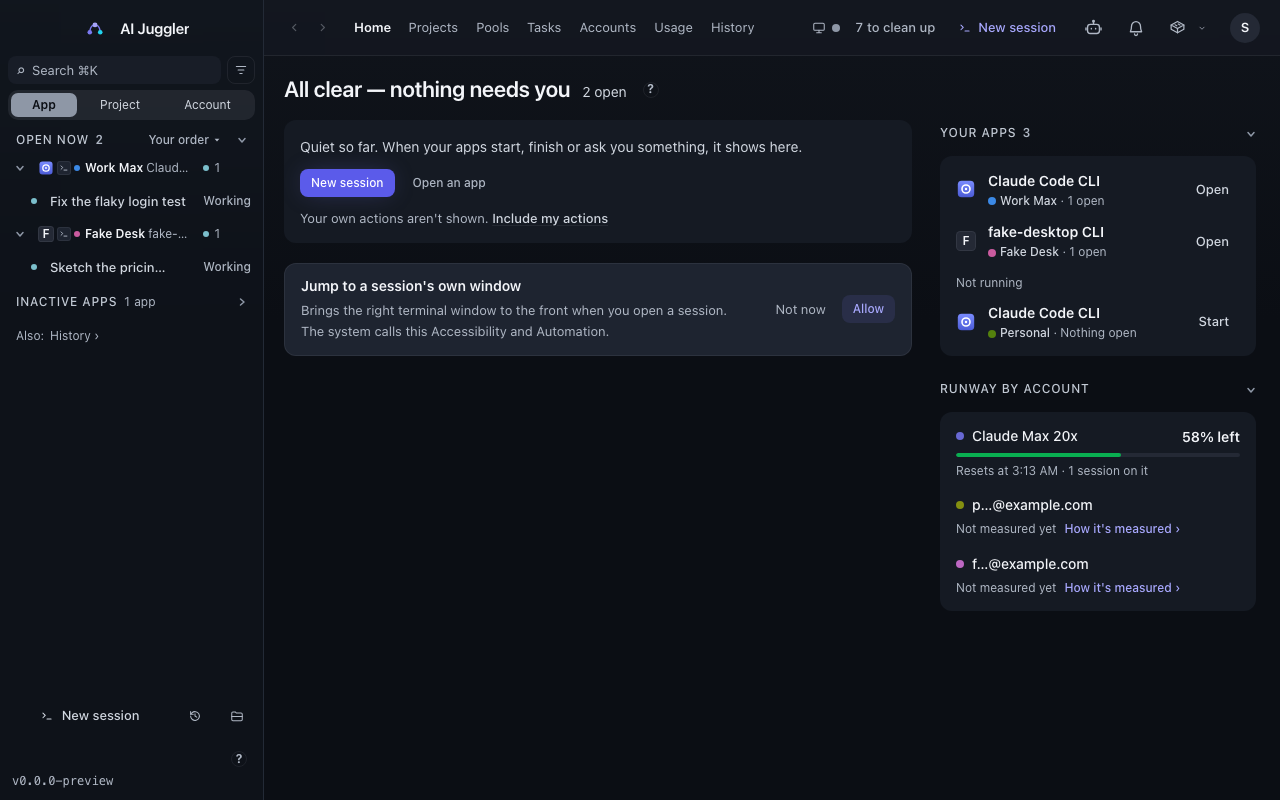 AI Juggler
Search ⌘K
App Project Account
OPEN NOW 2 Your order
Work Max Claud... 1
Fix the flaky login test Working
F Fake Desk fake-... 1
Sketch the pricin... Working
INACTIVE APPS 1 app
Also: History ›
New session
?
v0.0.0-preview
Home Projects Pools Tasks Accounts Usage History 7 to clean up New session S
All clear — nothing needs you 2 open ?
Quiet so far. When your apps start, finish or ask you something, it shows here.
New session Open an app
Your own actions aren't shown. Include my actions
Jump to a session's own window
Brings the right terminal window to the front when you open a session.
The system calls this Accessibility and Automation.
Not now Allow
YOUR APPS 3
Claude Code CLI
Work Max · 1 open
Open
F fake-desktop CLI
Fake Desk · 1 open
Open
Not running
Claude Code CLI
Personal · Nothing open
Start
RUNWAY BY ACCOUNT
Claude Max 20x 58% left
Resets at 3:13 AM · 1 session on it
p...@example.com
Not measured yet How it's measured ›
f...@example.com
Not measured yet How it's measured ›